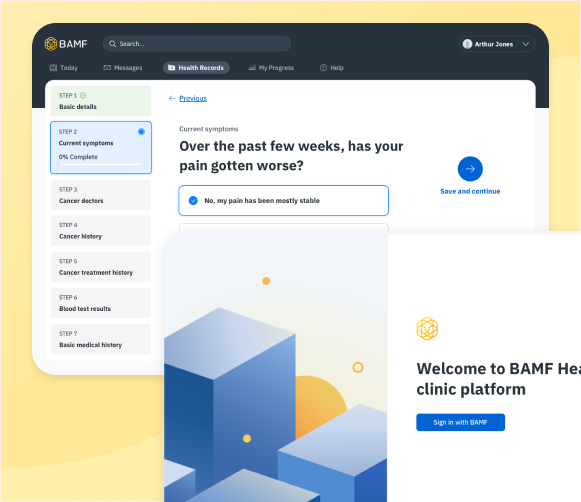 BAMF
Search...
Arthur Jones
Today
Messages
Health Records
My Progress
Help
STEP 1
Basic details
STEP 2
Current symptoms
0% Complete
STEP 3
Cancer doctors
STEP 4
Cancer history
STEP 5
Cancer treatment history
STEP 6
Blood test results
STEP 7
Basic medical history
Previous
Current symptoms
Over the past few weeks, has your
pain gotten worse?
No, my pain has been mostly stable
Save and continue
Welcome to BAMF Hea
clinic platform
Sign in with BAMF